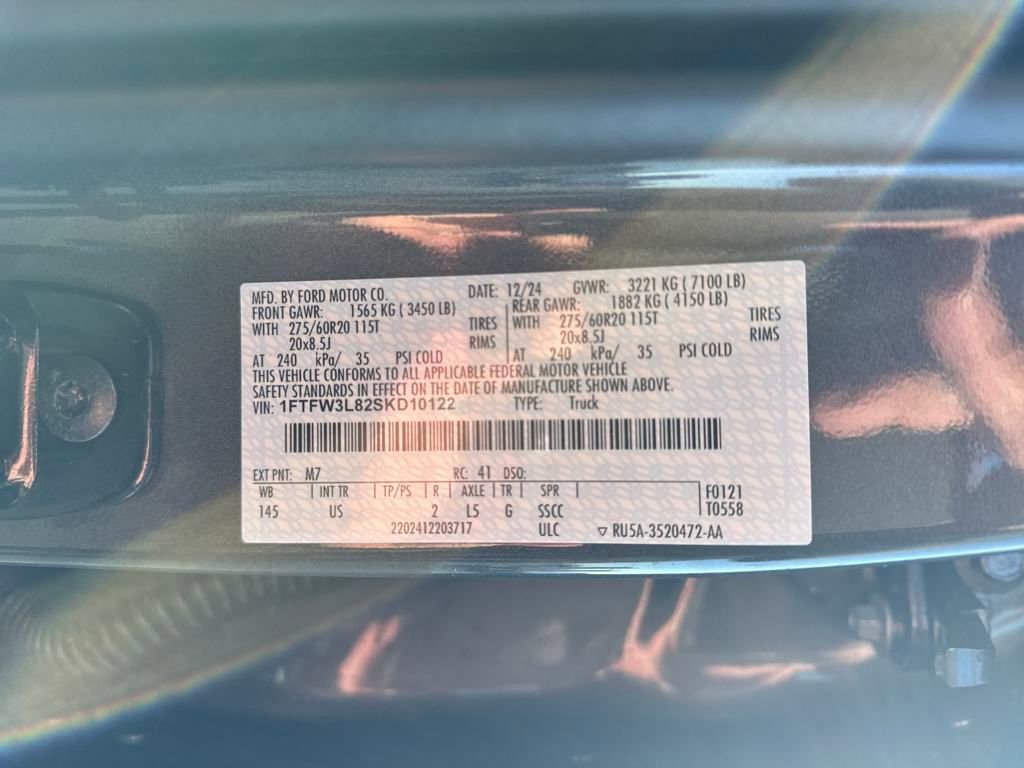 MFD. BY FORD MOTOR CO. DATE: 12/24 GVWR: 3221 KG ( 7100 LB)
FRONT GAWR: 1565 KG ( 3450 LB) REAR GAWR: 1882 KG ( 4150 LB)
WITH 275/60R20 115T TIRES WITH 275/60R20 115T TIRES
20x8.5J RIMS 20x8.5J RIMS
AT 240 kPa/ 35 PSI COLD AT 240 kPa/ 35 PSI COLD
THIS VEHICLE CONFORMS TO ALL APPLICABLE FEDERAL MOTOR VEHICLE
SAFETY STANDARDS IN EFFECT ON THE DATE OF MANUFACTURE SHOWN ABOVE.
VIN: 1FTFW3L82SKD10122 TYPE: Truck
EXT PNT: M7 RC: 41 DSO:
WB INT TR TP/PS R AXLE TR SPR F0121
145 US 2 L5 G SSCC T0558
2202412203717 ULC ▽ RU5A-3520472-AA